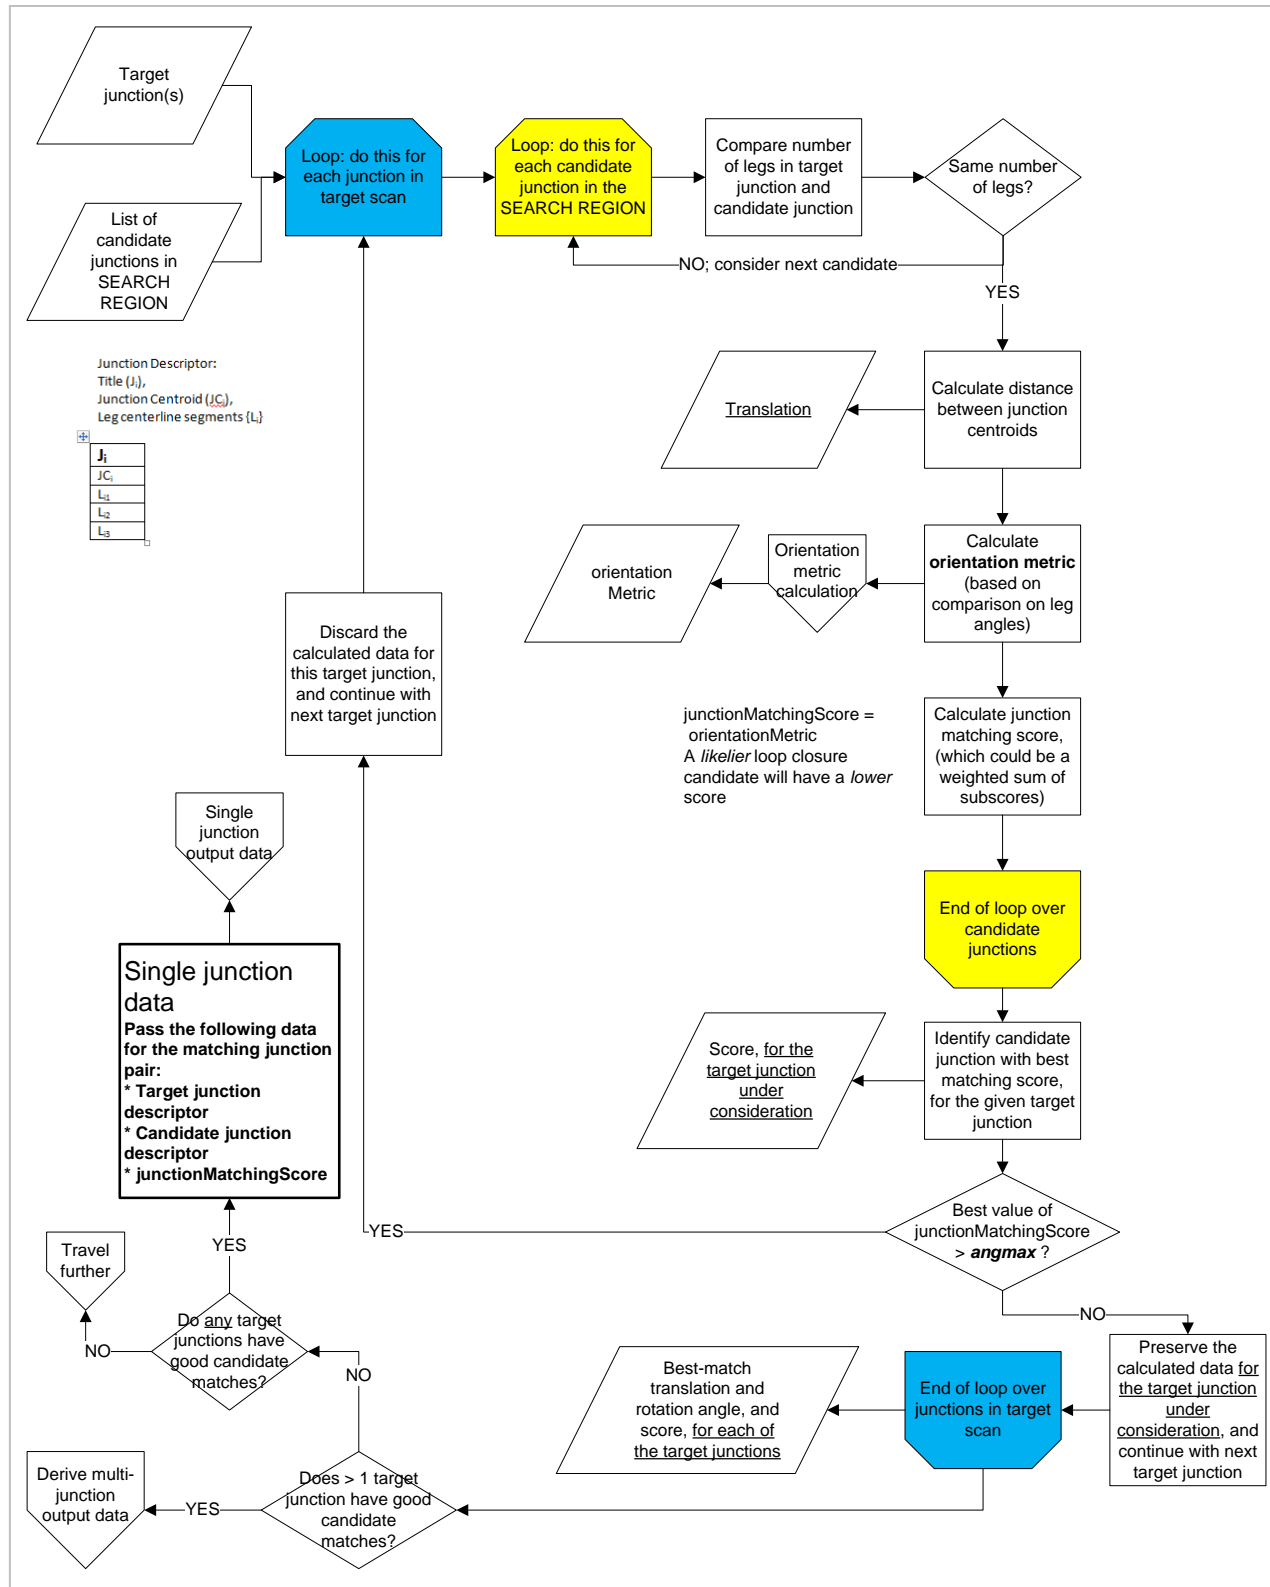 Target
junction(s)
Loop: do this for
each junction in
target scan
Loop: do this for
each candidate
junction in the
SEARCH REGION
Compare number
of legs in target
junction and
candidate junction
Same number
of legs?
List of
candidate
junctions in
SEARCH
REGION
NO; consider next candidate
YES
Junction Descriptor:
Title (Ji),
Junction Centroid (JCi),
Leg centerline segments {Li}
Ji
JCi
Li1
Li2
Li3
Translation
Calculate distance
between junction
centroids
orientation
Metric
Orientation
metric
calculation
Calculate
orientation metric
(based on
comparison on leg
angles)
Discard the
calculated data for
this target junction,
and continue with
next target junction
junctionMatchingScore =
orientationMetric
A likelier loop closure
candidate will have a lower
score
Calculate junction
matching score,
(which could be a
weighted sum of
subscores)
Single
junction
output data
End of loop over
candidate
junctions
Single junction
data
Pass the following data
for the matching junction
pair:
* Target junction
descriptor
* Candidate junction
descriptor
* junctionMatchingScore
Score, for the
target junction
under
consideration
Identify candidate
junction with best
matching score,
for the given target
junction
YES
Best value of
junctionMatchingScore
> angmax ?
YES
Travel
further
NO
Do any target
junctions have
good candidate
matches?
NO
NO
Best-match
translation and
rotation angle, and
score, for each of
the target junctions
End of loop over
junctions in target
scan
Preserve the
calculated data for
the target junction
under
consideration, and
continue with next
target junction
Derive multi-
junction
output data
YES
Does > 1 target
junction have good
candidate
matches?